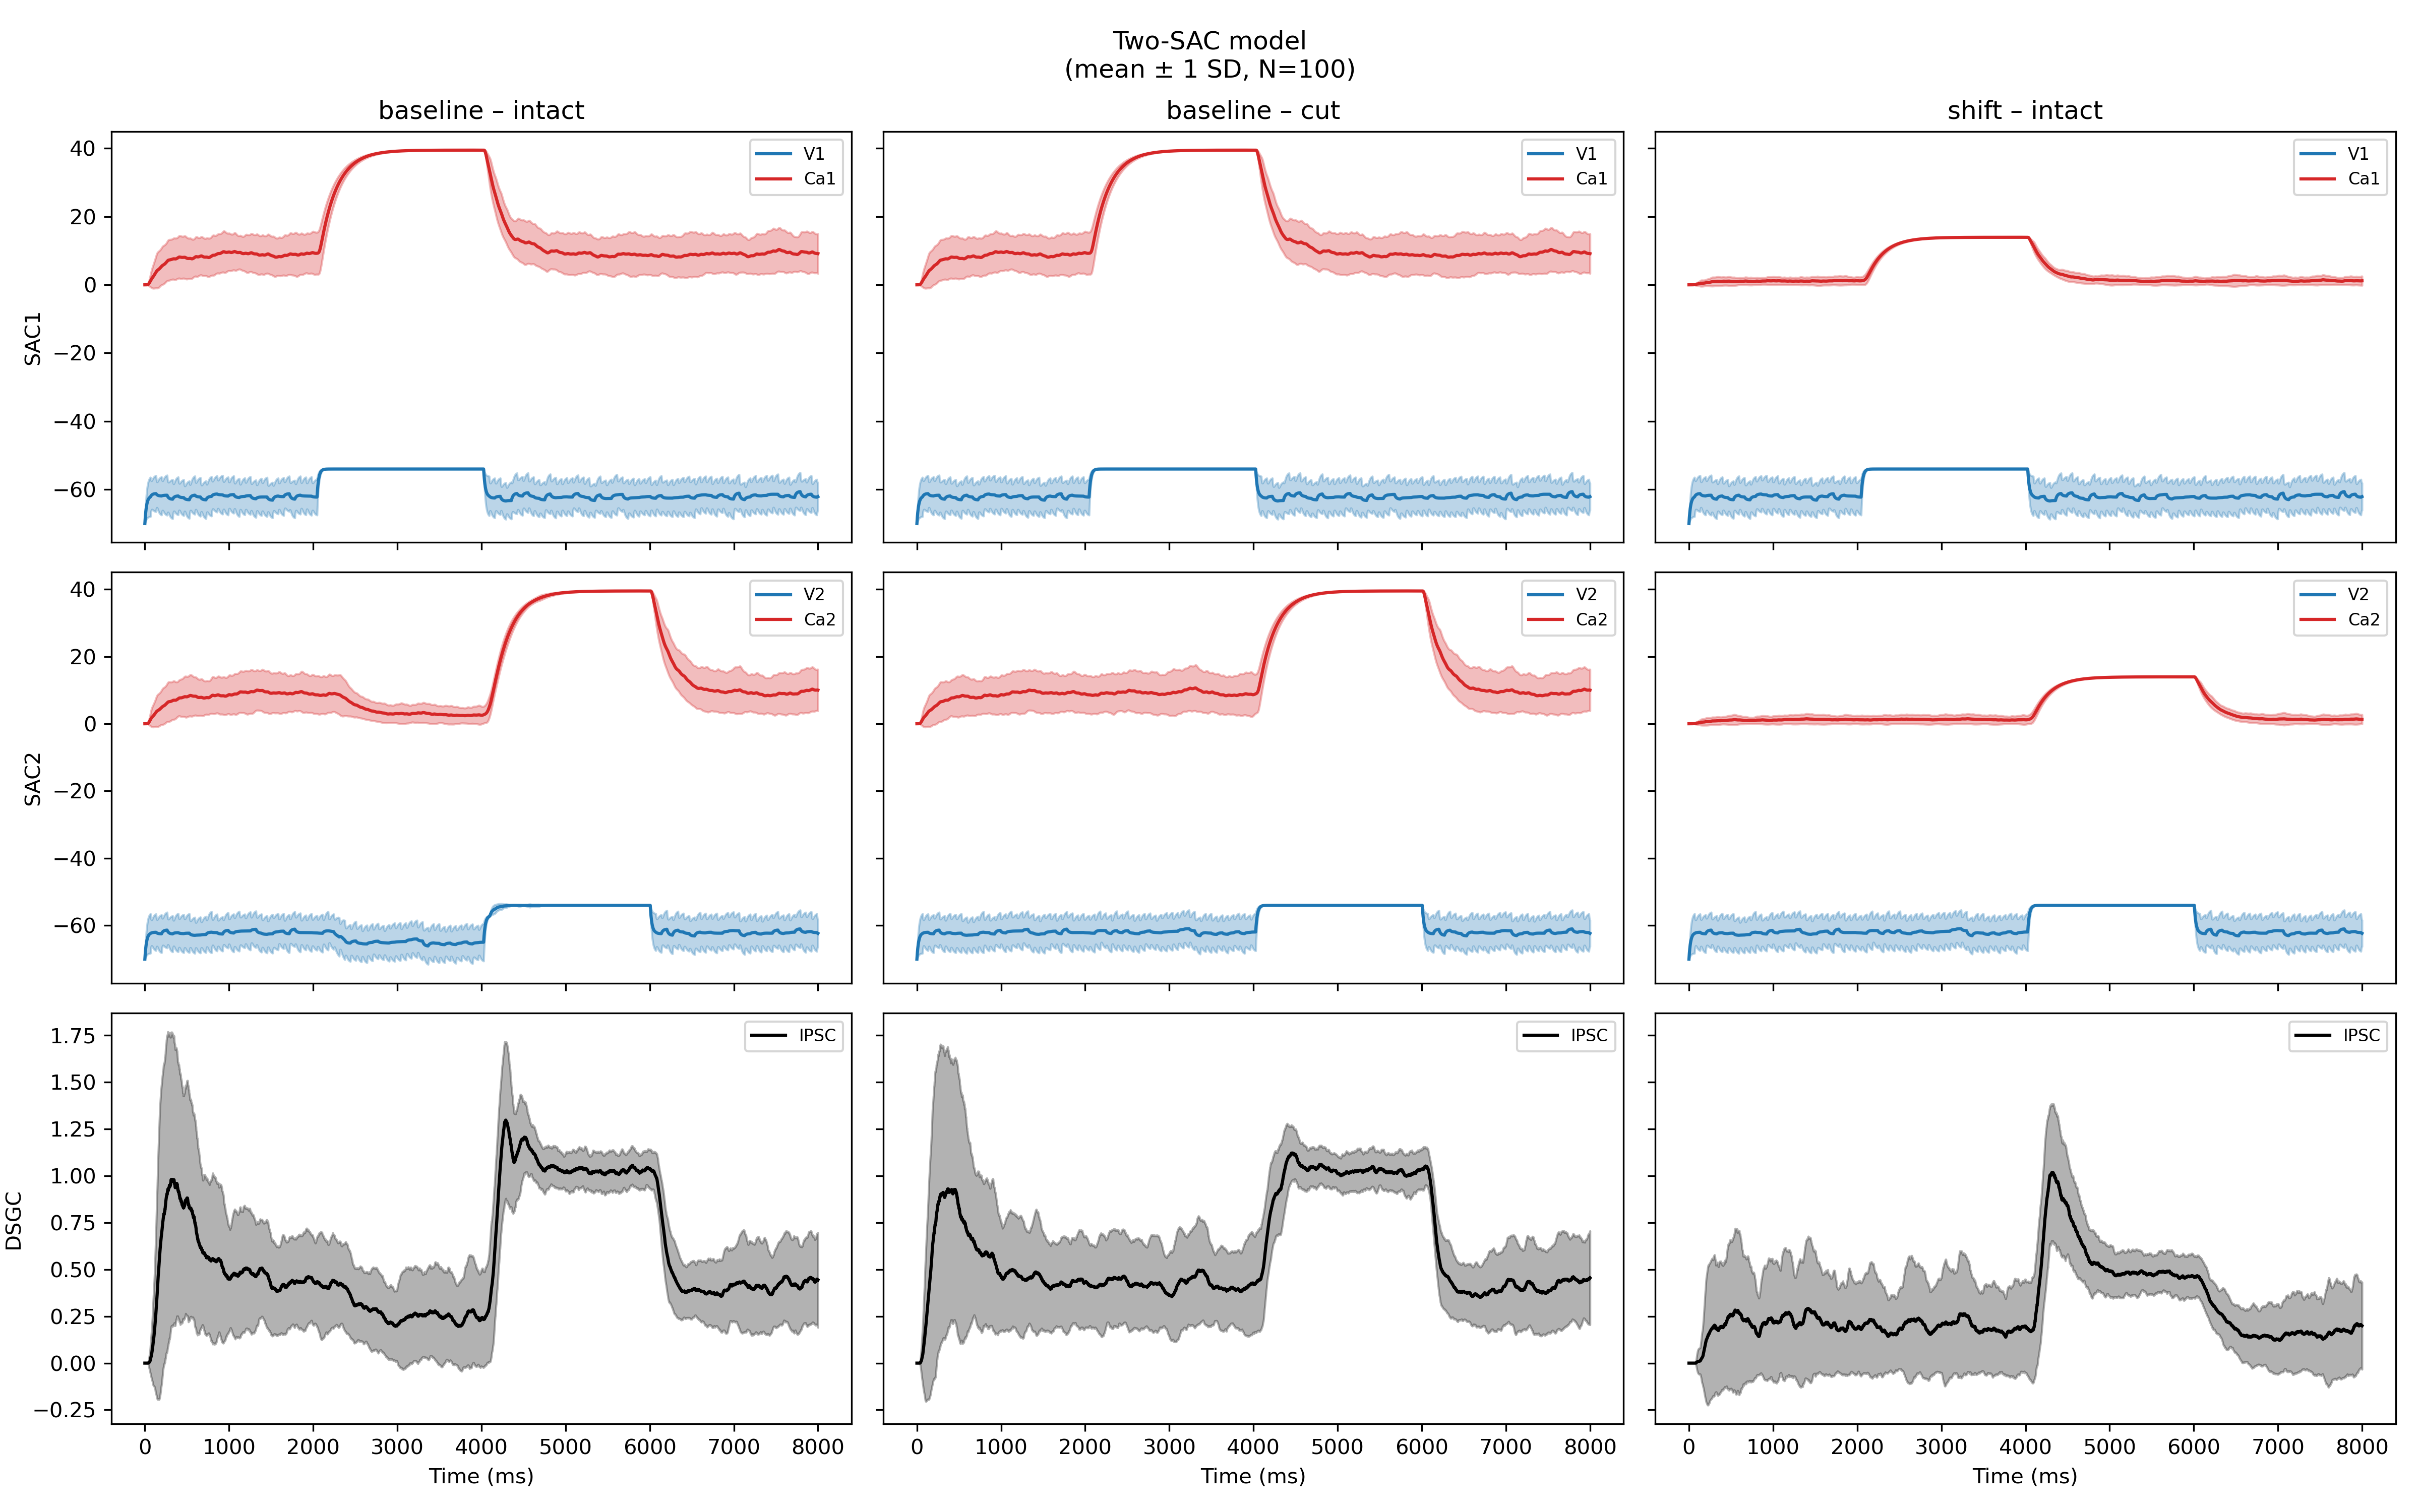 Two-SAC model
(mean ± 1 SD, N=100)
baseline – intact
baseline – cut
shift – intact
SAC1
40
20
0
−20
−40
−60
V1
Ca1
V1
Ca1
V1
Ca1
SAC2
40
20
0
−20
−40
−60
V2
Ca2
V2
Ca2
V2
Ca2
DSGC
1.75
1.50
1.25
1.00
0.75
0.50
0.25
0.00
−0.25
IPSC
IPSC
IPSC
0 1000 2000 3000 4000 5000 6000 7000 8000
0 1000 2000 3000 4000 5000 6000 7000 8000
0 1000 2000 3000 4000 5000 6000 7000 8000
Time (ms)
Time (ms)
Time (ms)